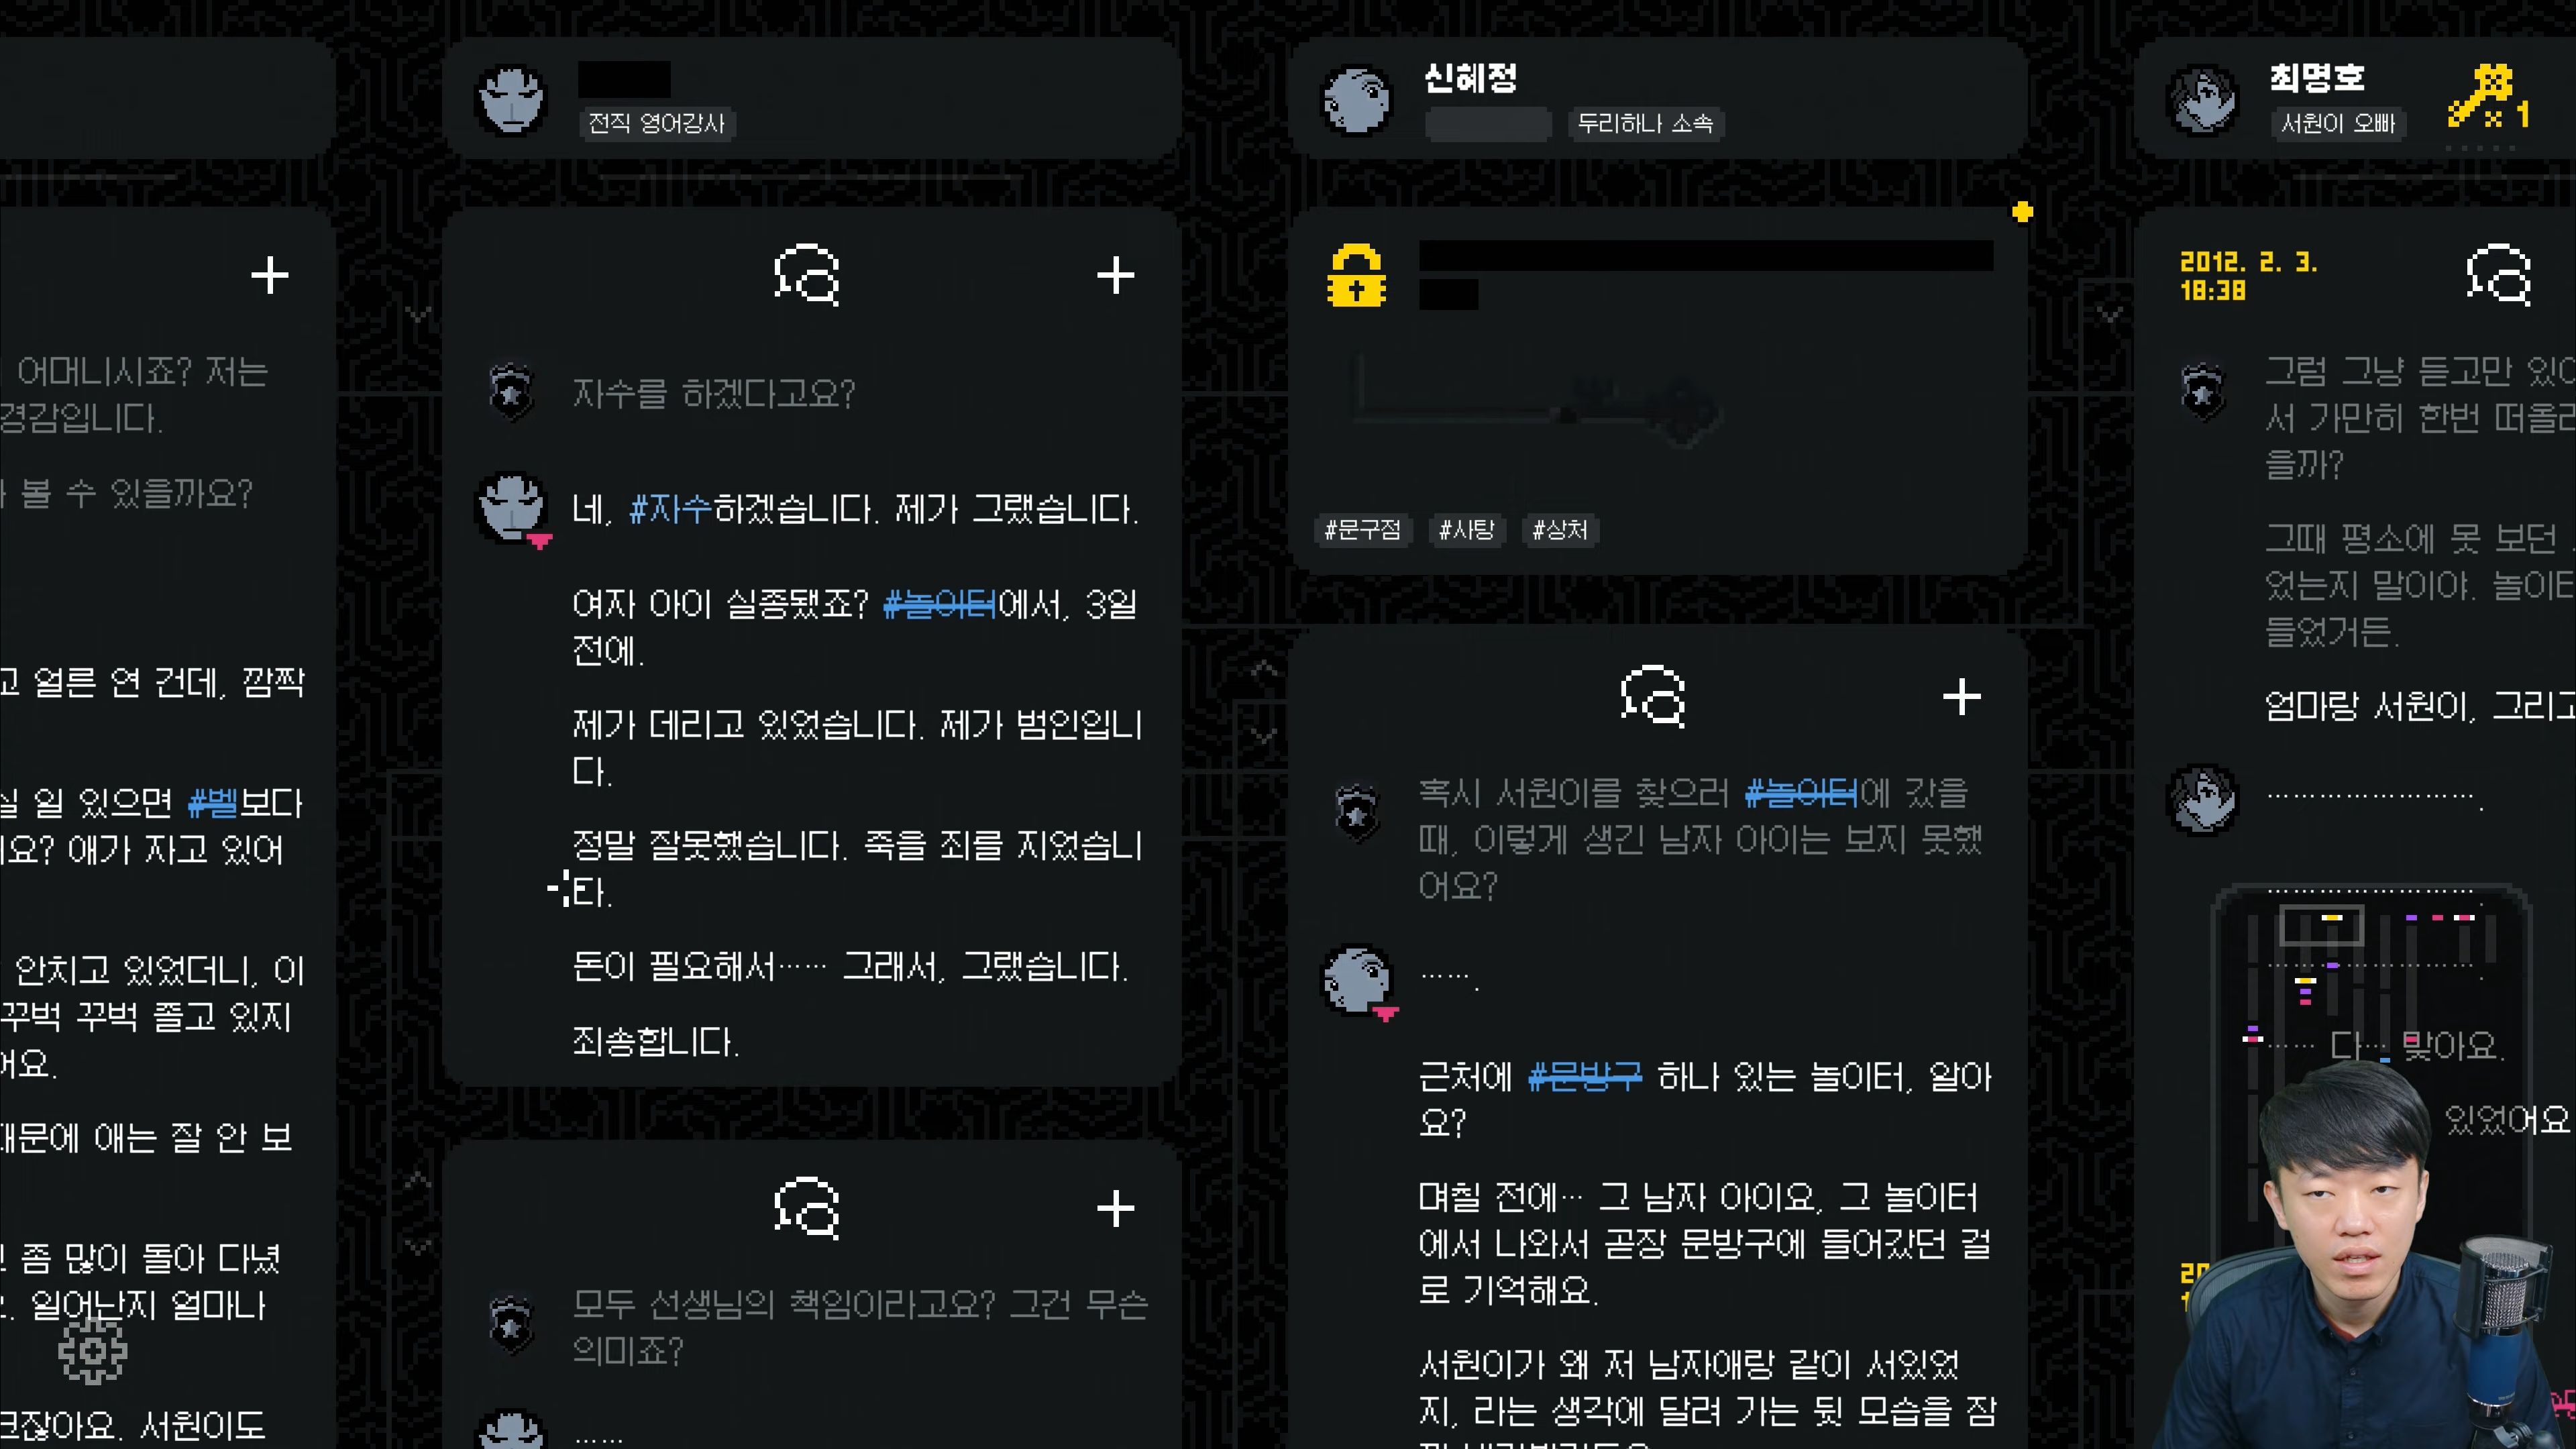 어머니시죠? 저는
경감입니다.
볼 수 있을까요?
고 얼른 연 건데, 깜짝
실 일 있으면 #벨보다
요? 애가 자고 있어
안치고 있었더니, 이
꾸벅 꾸벅 졸고 있지
어요.
때문에 애는 잘 안 보
좀 많이 돌아 다녔
일어난지 얼마나
크잖아요. 서원이도
전직 영어강사
자수를 하겠다고요?
네, #자수하겠습니다. 제가 그랬습니다.
여자 아이 실종됐죠? #놀이터에서, 3일
전에.
제가 데리고 있었습니다. 제가 범인입니
다.
정말 잘못했습니다. 죽을 죄를 지었습니
다.
돈이 필요해서…… 그래서, 그랬습니다.
죄송합니다.
모두 선생님의 책임이라고요? 그건 무슨
의미죠?
……
신혜정
두리하나 소속
#문구점 #사탕 #상처
혹시 서원이를 찾으러 #놀이터에 갔을
때, 이렇게 생긴 남자 아이는 보지 못했
어요?
…….
근처에 #문방구 하나 있는 놀이터, 알아
요?
며칠 전에… 그 남자 아이요, 그 놀이터
에서 나와서 곧장 문방구에 들어갔던 걸
로 기억해요.
서원이가 왜 저 남자애랑 같이 서있었
지, 라는 생각에 달려 가는 뒷 모습을 잠
최명호
서원이 오빠
x 1
2012. 2. 3.
18:38
그럼 그냥 듣고만 있어
서 가만히 한번 떠올려
을까?
그때 평소에 못 보던
었는지 말이야. 놀이터
들었거든.
엄마랑 서원이, 그리고
…………………….
…………………….
…………………….
…… 다… 맞아요.
있었어요
20